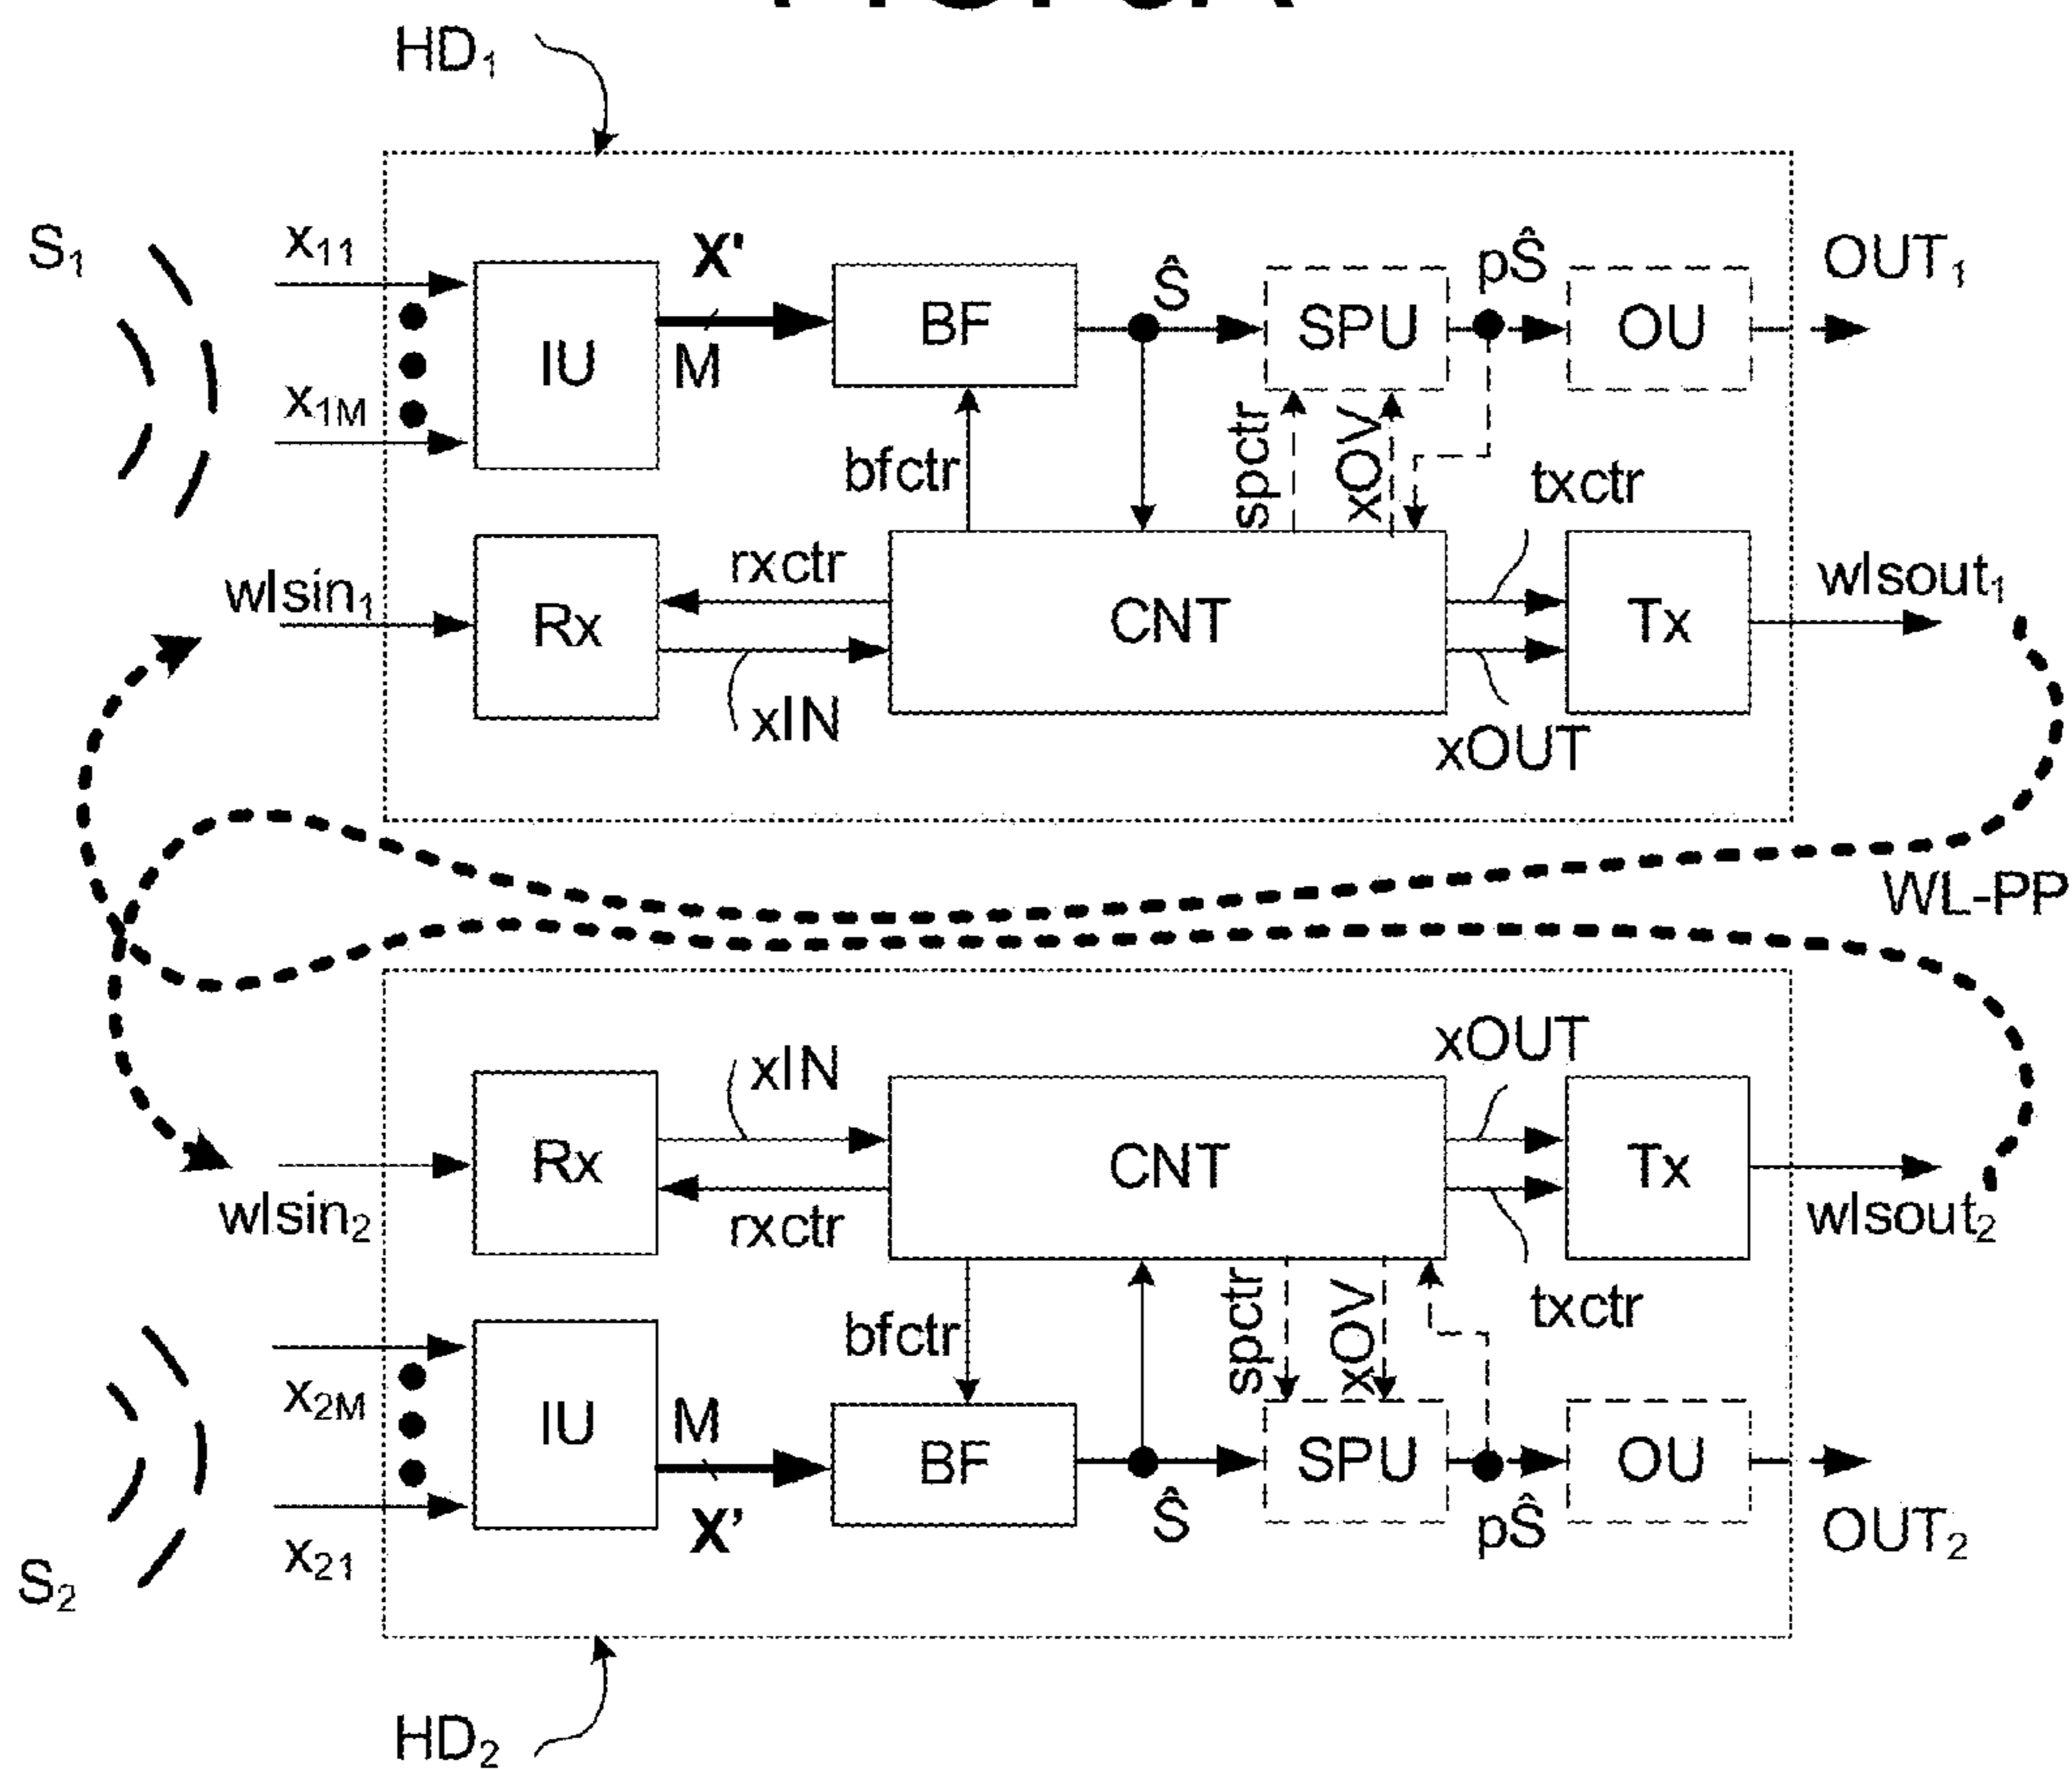 HD₁
S₁
x₁₁
X'
Ŝ
pŜ
OUT₁
IU
M
BF
SPU
OU
x₁M
bfctr
spctr
xOV
txctr
wlsin₁
rxctr
Rx
CNT
Tx
wlsout₁
xIN
xOUT
WL-PP
xIN
xOUT
Rx
CNT
Tx
wlsin₂
rxctr
wlsout₂
bfctr
spctr
xOV
txctr
x₂M
IU
M
BF
SPU
OU
X'
Ŝ
pŜ
OUT₂
x₂₁
S₂
HD₂